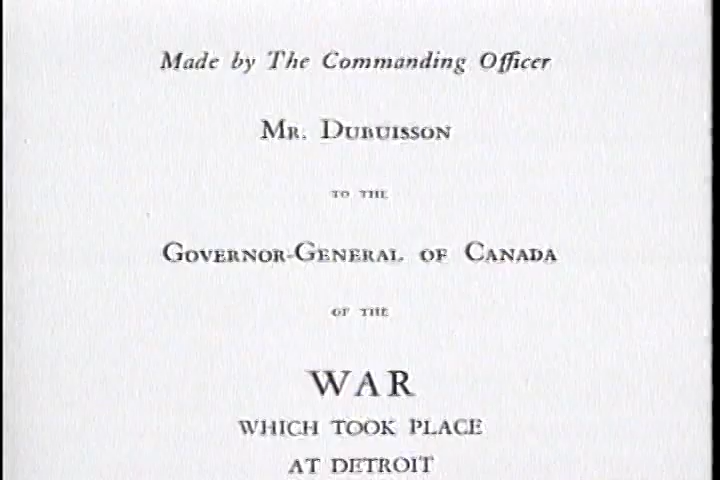 Made by The Commanding Officer
Mr. Dubuisson
TO THE
Governor-General of Canada
OF THE
WAR
WHICH TOOK PLACE
AT DETROIT